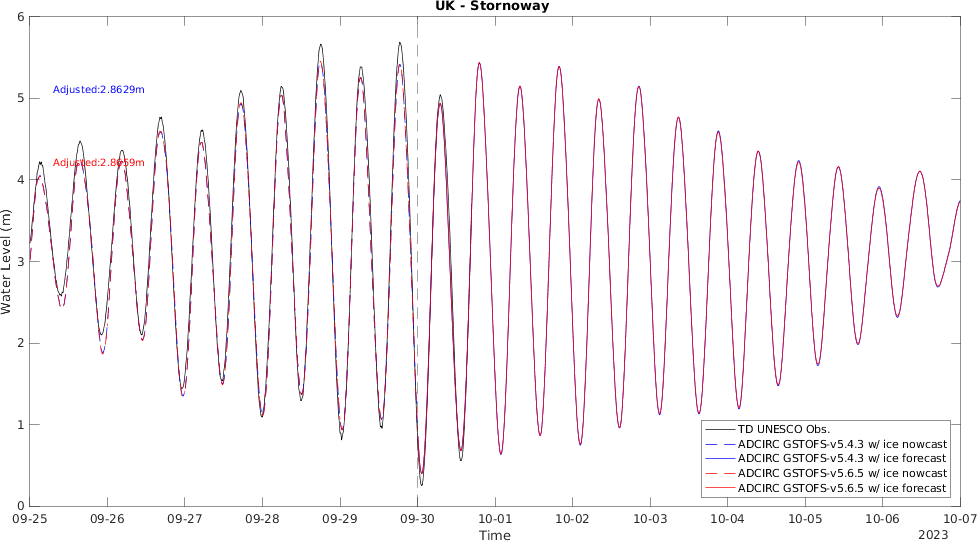 UK - Stornoway
6
5
4
3
2
1
0
Water Level (m)
Adjusted:2.8629m
Adjusted:2.8659m
TD UNESCO Obs.
ADCIRC GSTOFS-v5.4.3 w/ ice nowcast
ADCIRC GSTOFS-v5.4.3 w/ ice forecast
ADCIRC GSTOFS-v5.6.5 w/ ice nowcast
ADCIRC GSTOFS-v5.6.5 w/ ice forecast
09-25 09-26 09-27 09-28 09-29 09-30 10-01 10-02 10-03 10-04 10-05 10-06 10-07
Time
2023